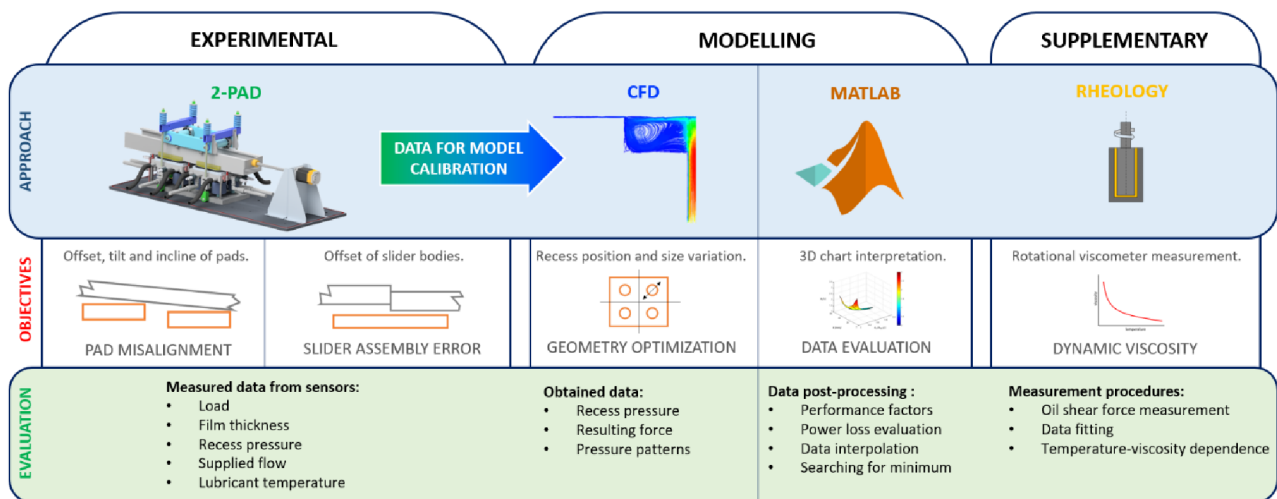 EXPERIMENTAL
MODELLING
SUPPLEMENTARY
APPROACH
2-PAD
DATA FOR MODEL
CALIBRATION
CFD
MATLAB
RHEOLOGY
OBJECTIVES
Offset, tilt and incline of pads.
PAD MISALIGNMENT
Offset of slider bodies.
SLIDER ASSEMBLY ERROR
Recess position and size variation.
GEOMETRY OPTIMIZATION
3D chart interpretation.
DATA EVALUATION
Rotational viscometer measurement.
temperature
DYNAMIC VISCOSITY
EVALUATION
Measured data from sensors:
• Load
• Film thickness
• Recess pressure
• Supplied flow
• Lubricant temperature
Obtained data:
• Recess pressure
• Resulting force
• Pressure patterns
Data post-processing :
• Performance factors
• Power loss evaluation
• Data interpolation
• Searching for minimum
Measurement procedures:
• Oil shear force measurement
• Data fitting
• Temperature-viscosity dependence